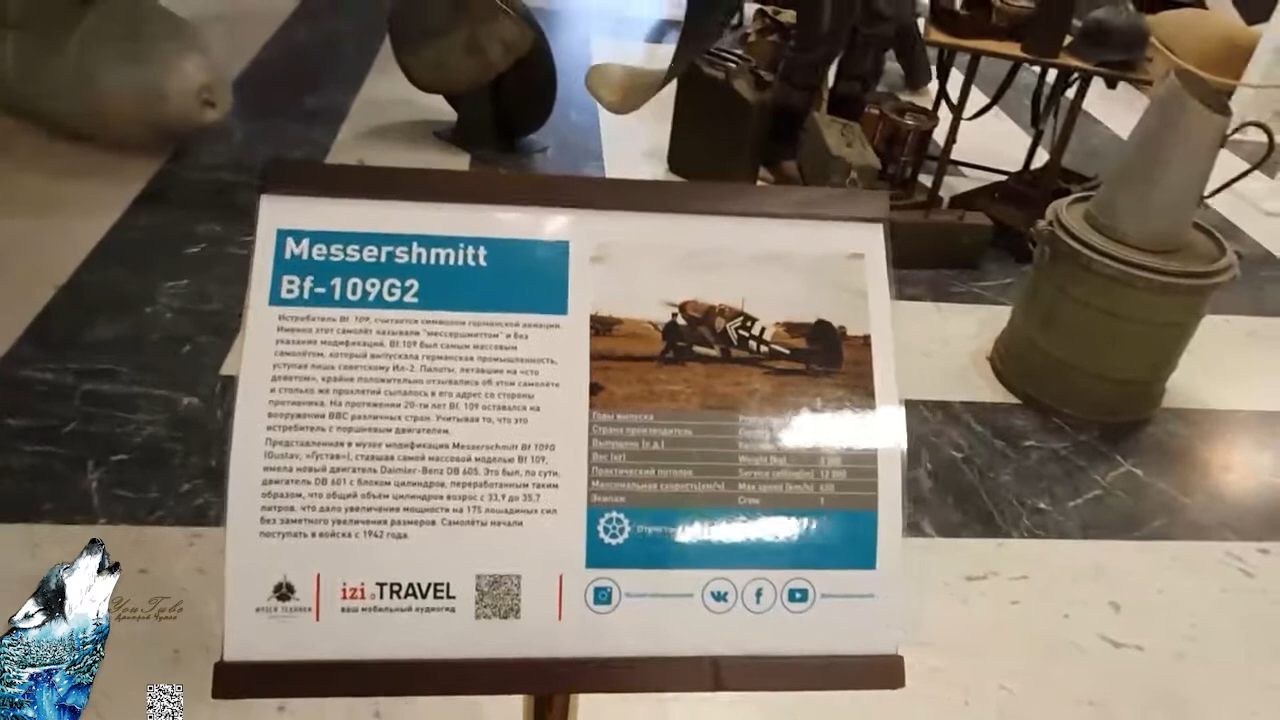 Messershmitt
Bf-109G2
Истребитель Bf. 109, считается символом германской авиации.
Именно этот самолёт называли "мессершмиттом" и без
указания модификаций. Bf.109 был самым массовым
самолётом, который выпускала германская промышленность,
уступая лишь советскому Ил-2. Пилоты, летавшие на «сто
девятом», крайне положительно отзывались об этом самолёте
и столько же проклятий сыпалось в его адрес со стороны
противника. На протяжении 20-ти лет Bf. 109 оставался на
вооружении ВВС различных стран. Учитывая то, что это
истребитель с поршневым двигателем.
Представленная в музее модификация Messerschmitt Bf 109G
(Gustav, «Густав»), ставшая самой массовой моделью Bf 109,
имела новый двигатель Daimler-Benz DB 605. Это был, по сути,
двигатель DB 601 с блоком цилиндров, переработанным таким
образом, что общий объём цилиндров возрос с 33,9 до 35,7
литров, что дало увеличение мощности на 175 лошадиных сил
без заметного увеличения размеров. Самолёты начали
поступать в войска с 1942 года.
Годы выпуска
Страна производитель
Выпущено (е.д.)
Вес (кг) Weight (kg)
Практический потолок Service ceiling(m) 12 000
Максимальная скорость(км/ч) Max speed (km/h)
Экипаж Crew 1
МУЗЕЙ ТЕХНИКИ
izi.TRAVEL
ваш мобильный аудиогид
YouTube
Дмитрий Чумак